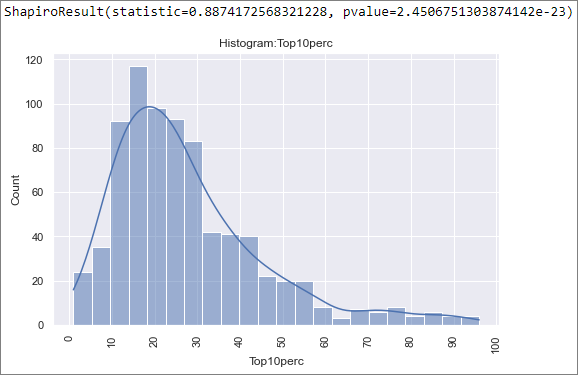 ShapiroResult(statistic=0.8874172568321228, pvalue=2.4506751303874142e-23)
Histogram:Top10perc
120
100
80
60
40
20
0
Count
0 10 20 30 40 50 60 70 80 90 100
Top10perc